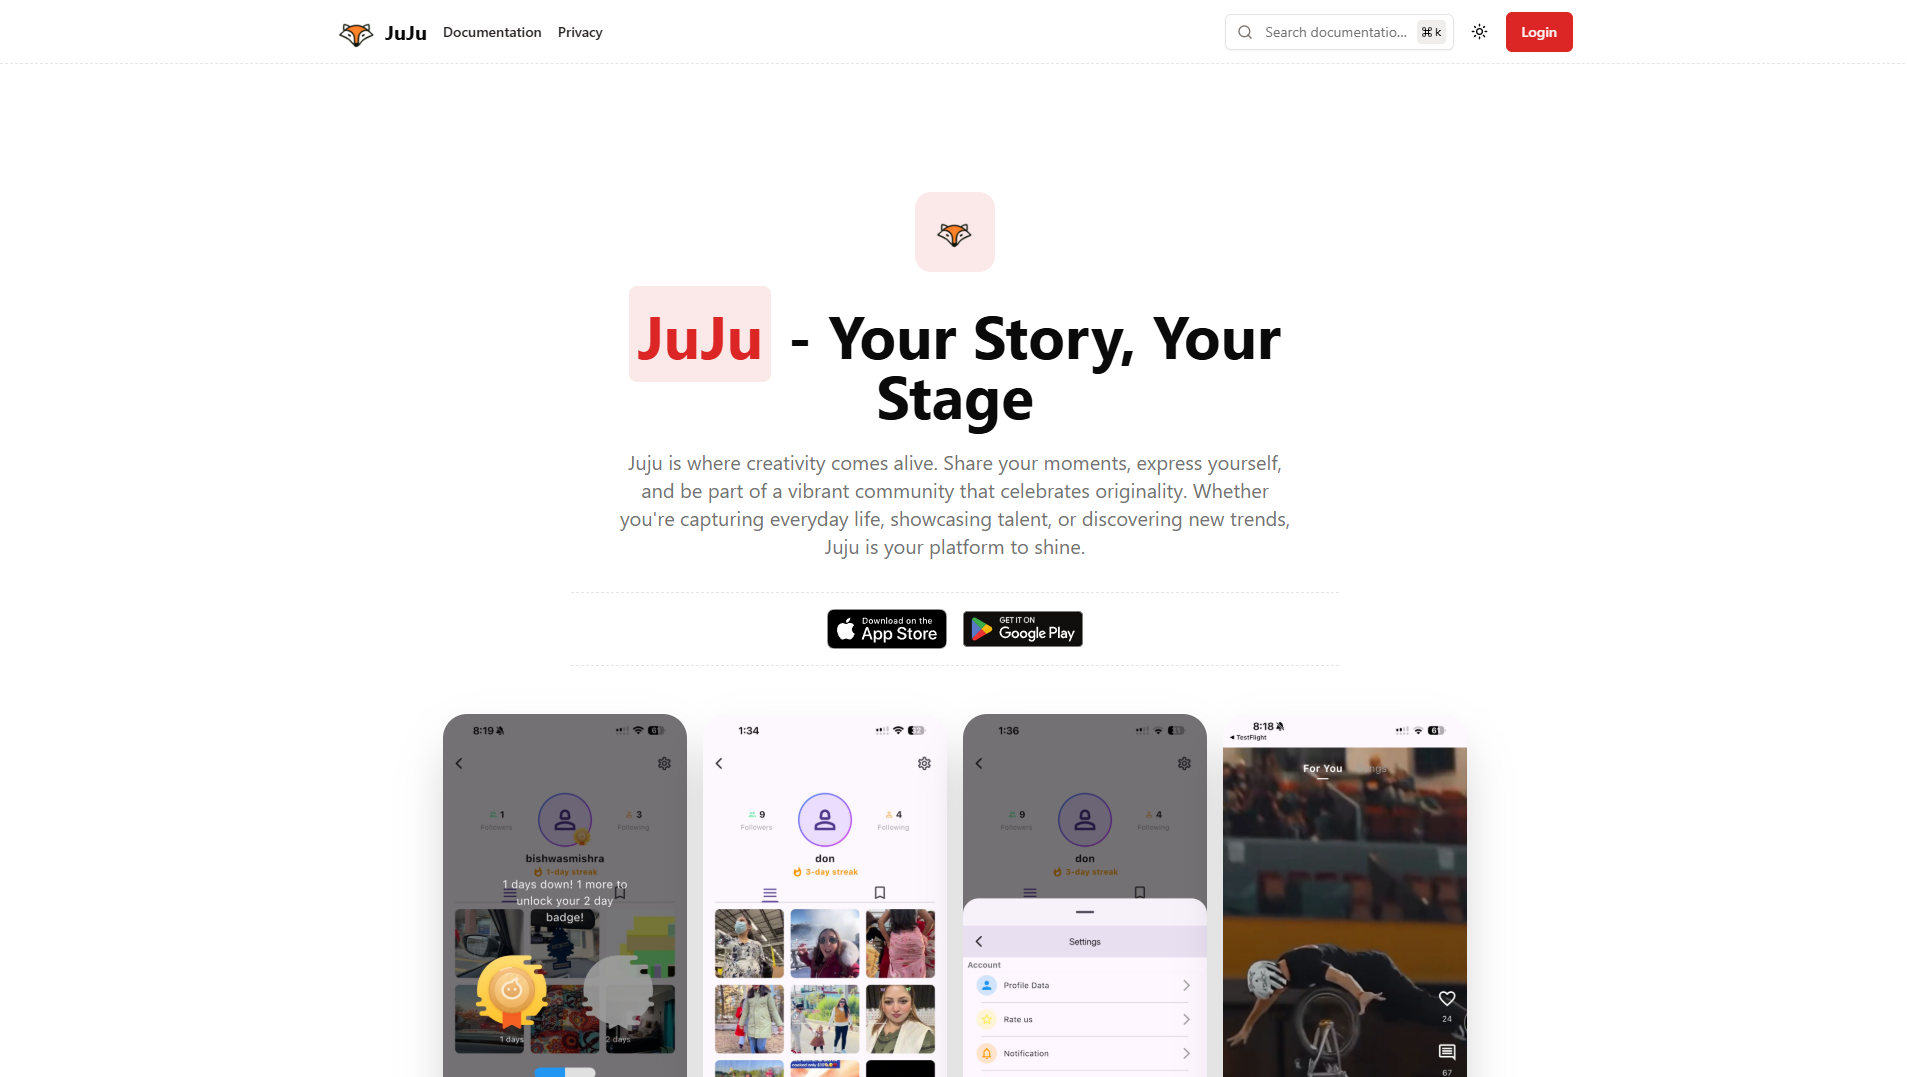 JuJu
Documentation
Privacy
Search documentatio...
⌘ k
Login
JuJu - Your Story, Your
Stage
Juju is where creativity comes alive. Share your moments, express yourself,
and be part of a vibrant community that celebrates originality. Whether
you're capturing everyday life, showcasing talent, or discovering new trends,
Juju is your platform to shine.
Download on the
App Store
GET IT ON
Google Play
8:19
1
Followers
3
Following
bishwasmishra
1-day streak
1 days down! 1 more to
unlock your 2 day
badge!
1 days
2 days
1:34
9
Followers
4
Following
don
3-day streak
1:36
9
Followers
4
Following
don
3-day streak
Settings
Account
Profile Data
Rate us
Notification
8:18
TestFlight
61
For You
24
67